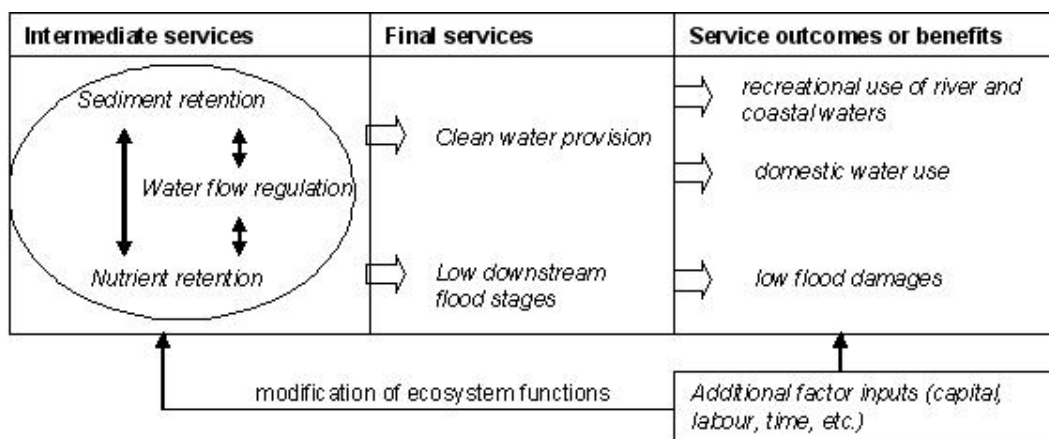 Intermediate services
Final services
Service outcomes or benefits
Sediment retention
Water flow regulation
Nutrient retention
Clean water provision
Low downstream
flood stages
recreational use of river and
coastal waters
domestic water use
low flood damages
modification of ecosystem functions
Additional factor inputs (capital,
labour, time, etc.)